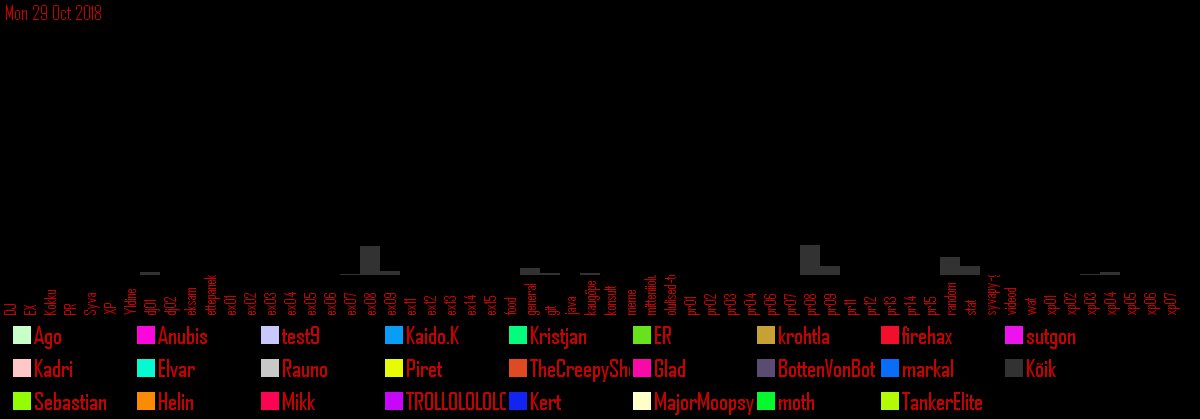 Mon 29 Oct 2018
DJ EX Kokku PR Syva XP Yldine dj01 dj02 eksam ettepanek ex01 ex02 ex03 ex04 ex05 ex06 ex07 ex08 ex09 ex11 ex12 ex13 ex14 ex15 food general git java kaugõpe konsult meme mitteniloli olulised-h pr01 pr02 pr03 pr04 pr06 pr07 pr08 pr09 pr11 pr12 pr13 pr14 pr15 random stat syvapy-t videod wat xp01 xp02 xp03 xp04 xp05 xp06 xp07
Ago Anubis test9 Kaido.K Kristjan ER krohtla firehax sutgon
Kadri Elvar Rauno Piret TheCreepyShe Glad BottenVonBot markal Kõik
Sebastian Helin Mikk TROLLOLOLOLO Kert MajorMoopsy moth TankerElite